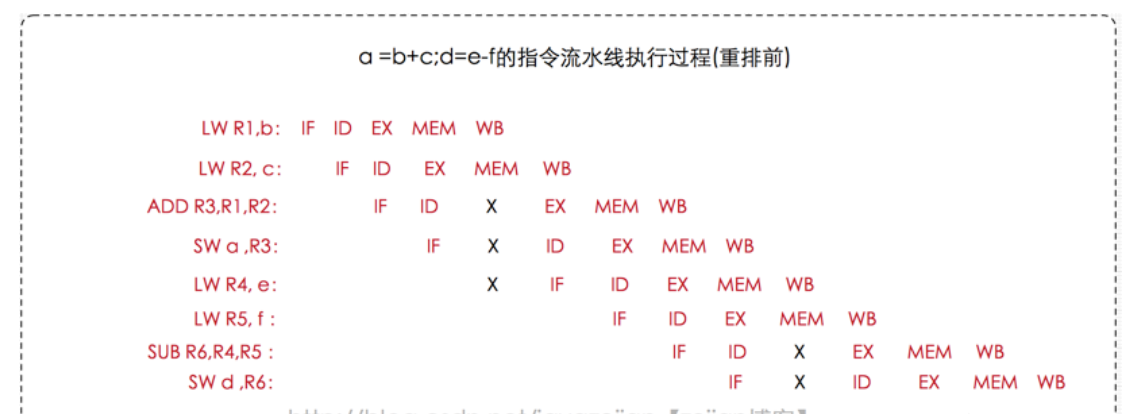 a =b+c;d=e-f的指令流水线执行过程(重排前)
LW R1,b: IF ID EX MEM WB
LW R2, c: IF ID EX MEM WB
ADD R3,R1,R2: IF ID X EX MEM WB
SW a ,R3: IF X ID EX MEM WB
LW R4, e: X IF ID EX MEM WB
LW R5, f : IF ID EX MEM WB
SUB R6,R4,R5 : IF ID X EX MEM WB
SW d ,R6: IF X ID EX MEM WB